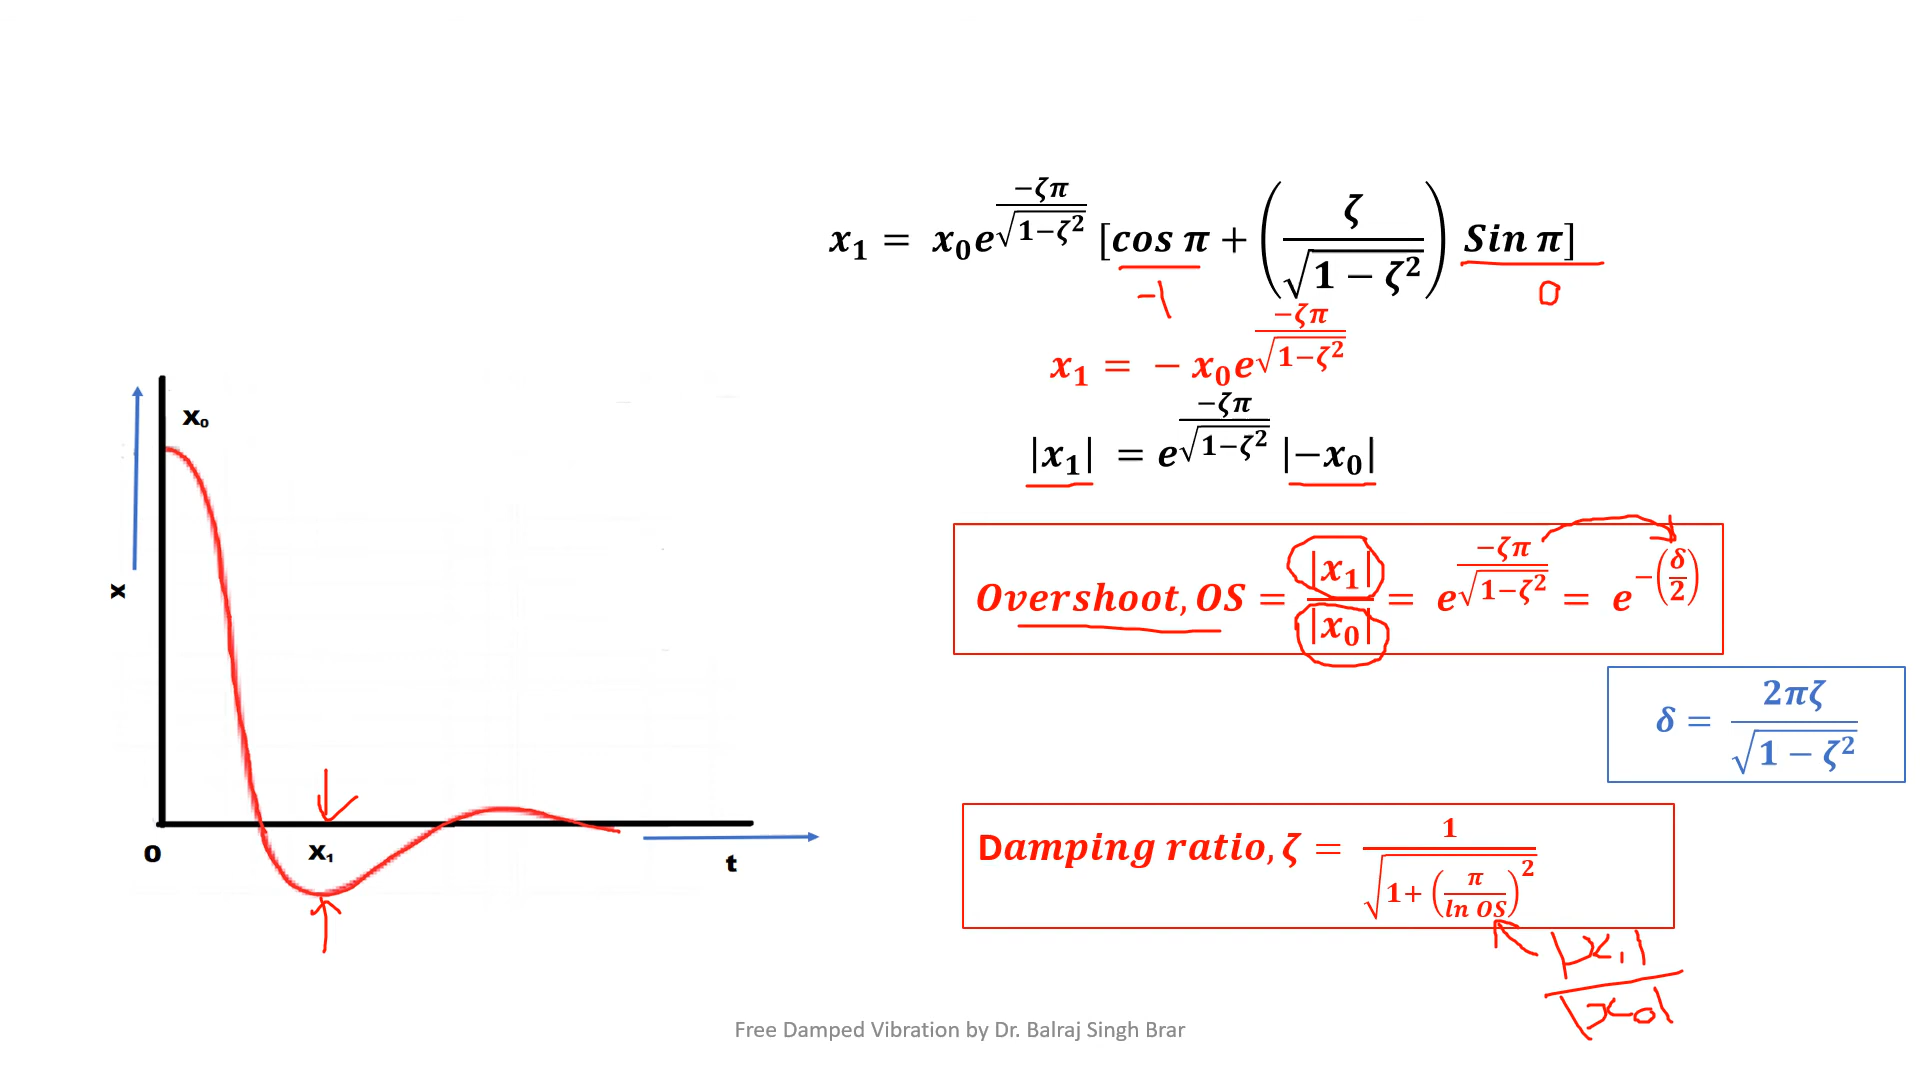 x₁ = x₀e^(−ζπ/√(1−ζ²)) [cos π + (ζ/√(1 − ζ²)) Sin π]
−1 0
x₁ = − x₀e^(−ζπ/√(1−ζ²))
|x₁| = e^(−ζπ/√(1−ζ²)) |−x₀|
Overshoot, OS = |x₁|/|x₀| = e^(−ζπ/√(1−ζ²)) = e^(−(δ/2))
δ = 2πζ/√(1 − ζ²)
Damping ratio, ζ = 1/√(1+ (π/ln OS)²)
|x₁|/|x₀|
x₀
x
0
x₁
t
Free Damped Vibration by Dr. Balraj Singh Brar